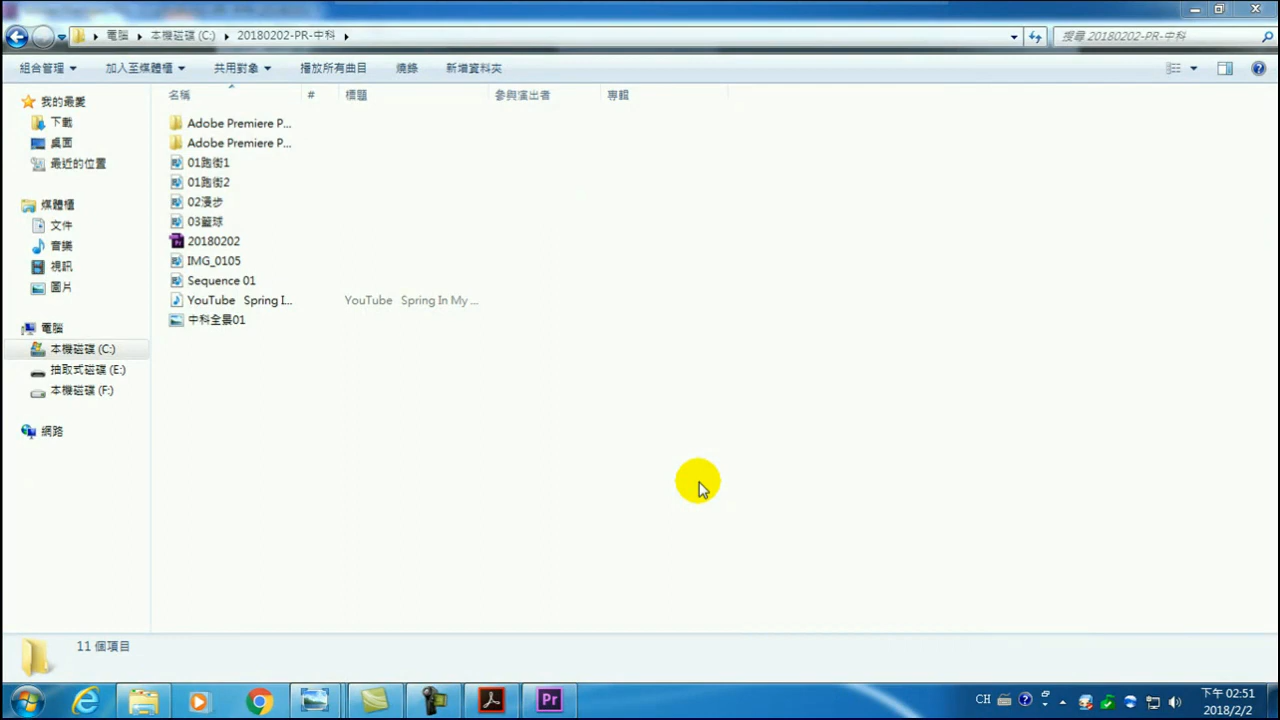 電腦 本機磁碟 (C:) 20180202-PR-中科
搜尋 20180202-PR-中科
組合管理 加入至媒體櫃 共用對象 播放所有曲目 燒錄 新增資料夾
名稱 # 標題 參與演出者 專輯
我的最愛
下載
桌面
最近的位置
媒體櫃
文件
音樂
視訊
圖片
電腦
本機磁碟 (C:)
抽取式磁碟 (E:)
本機磁碟 (F:)
網路
Adobe Premiere P...
Adobe Premiere P...
01跑街1
01跑街2
02漫步
03籃球
20180202
IMG_0105
Sequence 01
YouTube Spring I... YouTube Spring In My ...
中科全景01
11 個項目
Pr
CH
下午 02:51
2018/2/2